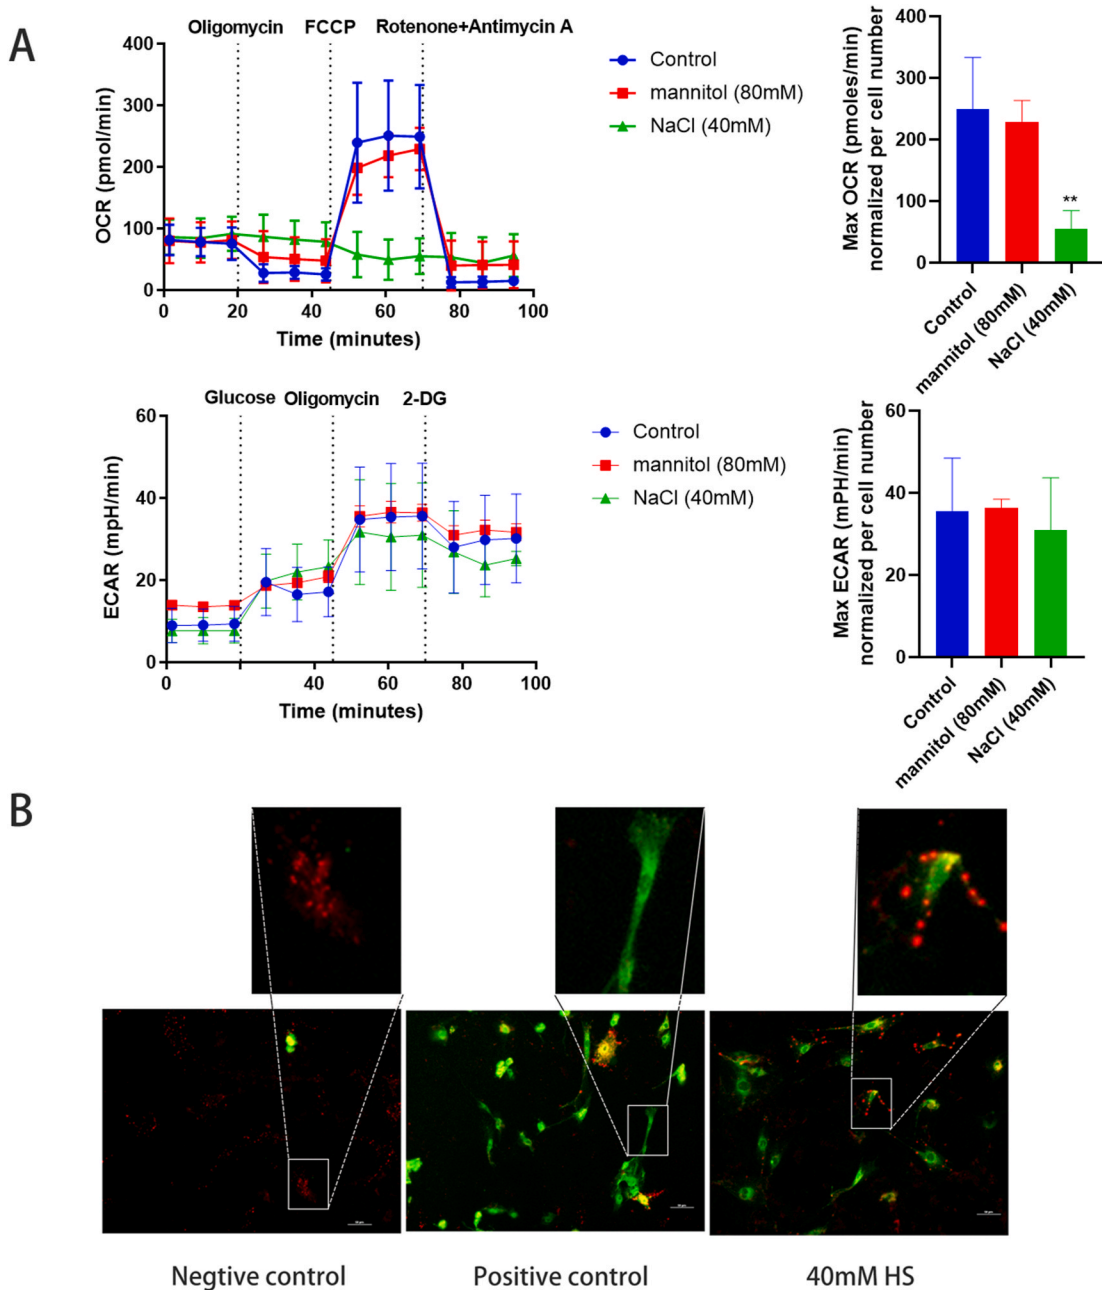 A
Oligomycin FCCP Rotenone+Antimycin A
400
300
200
100
0
OCR (pmol/min)
0 20 40 60 80 100
Time (minutes)
Control
mannitol (80mM)
NaCl (40mM)
Max OCR (pmoles/min)
normalized per cell number
400
300
200
100
0
**
Control
mannitol (80mM)
NaCl (40mM)
Glucose Oligomycin 2-DG
60
40
20
0
ECAR (mpH/min)
0 20 40 60 80 100
Time (minutes)
Control
mannitol (80mM)
NaCl (40mM)
Max ECAR (mPH/min)
normalized per cell number
60
40
20
0
Control
mannitol (80mM)
NaCl (40mM)
B
Negtive control
Positive control
40mM HS